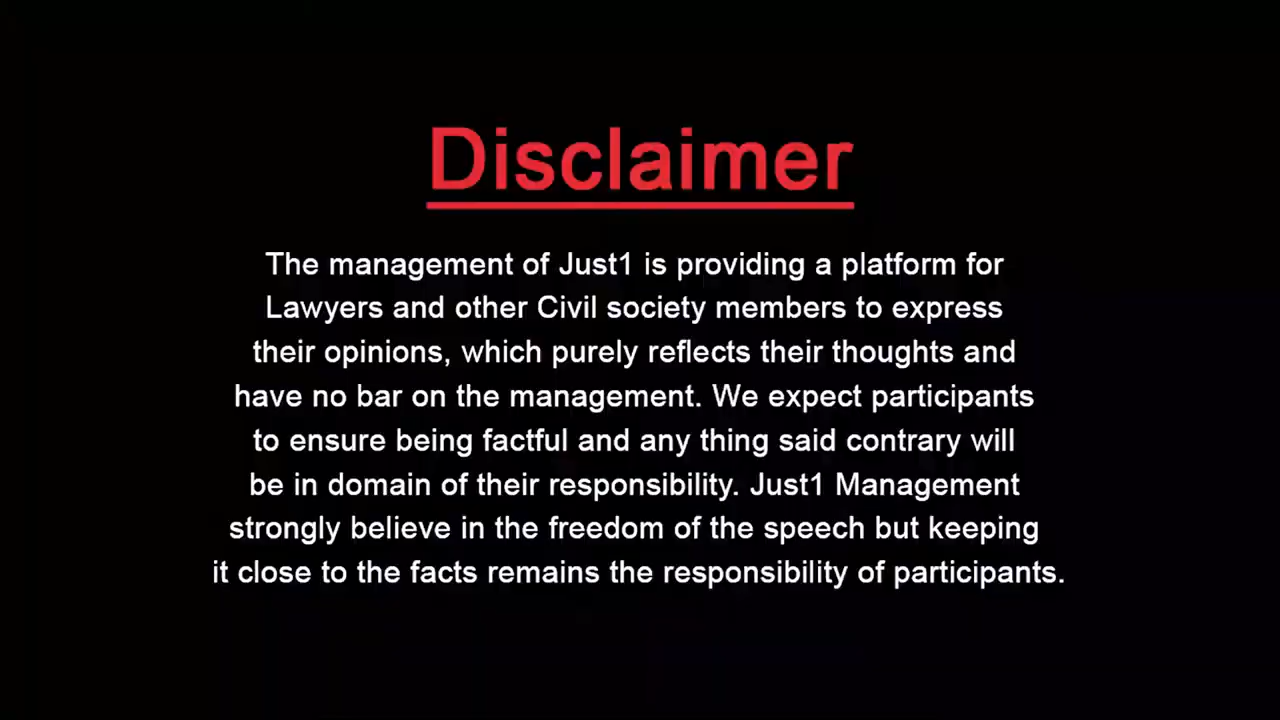 Disclaimer
The management of Just1 is providing a platform for
Lawyers and other Civil society members to express
their opinions, which purely reflects their thoughts and
have no bar on the management. We expect participants
to ensure being factful and any thing said contrary will
be in domain of their responsibility. Just1 Management
strongly believe in the freedom of the speech but keeping
it close to the facts remains the responsibility of participants.